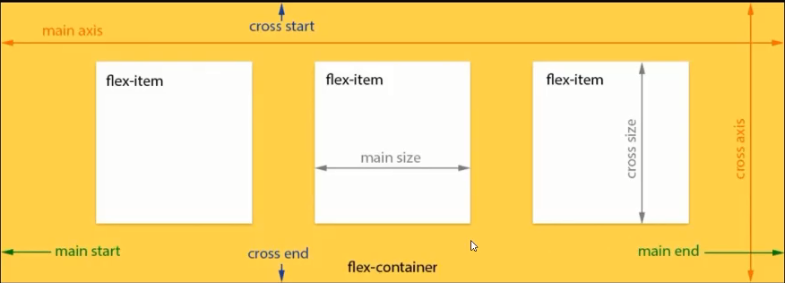 cross start
main axis
flex-item
flex-item
flex-item
main size
cross size
cross axis
main start
cross end
main end
flex-container